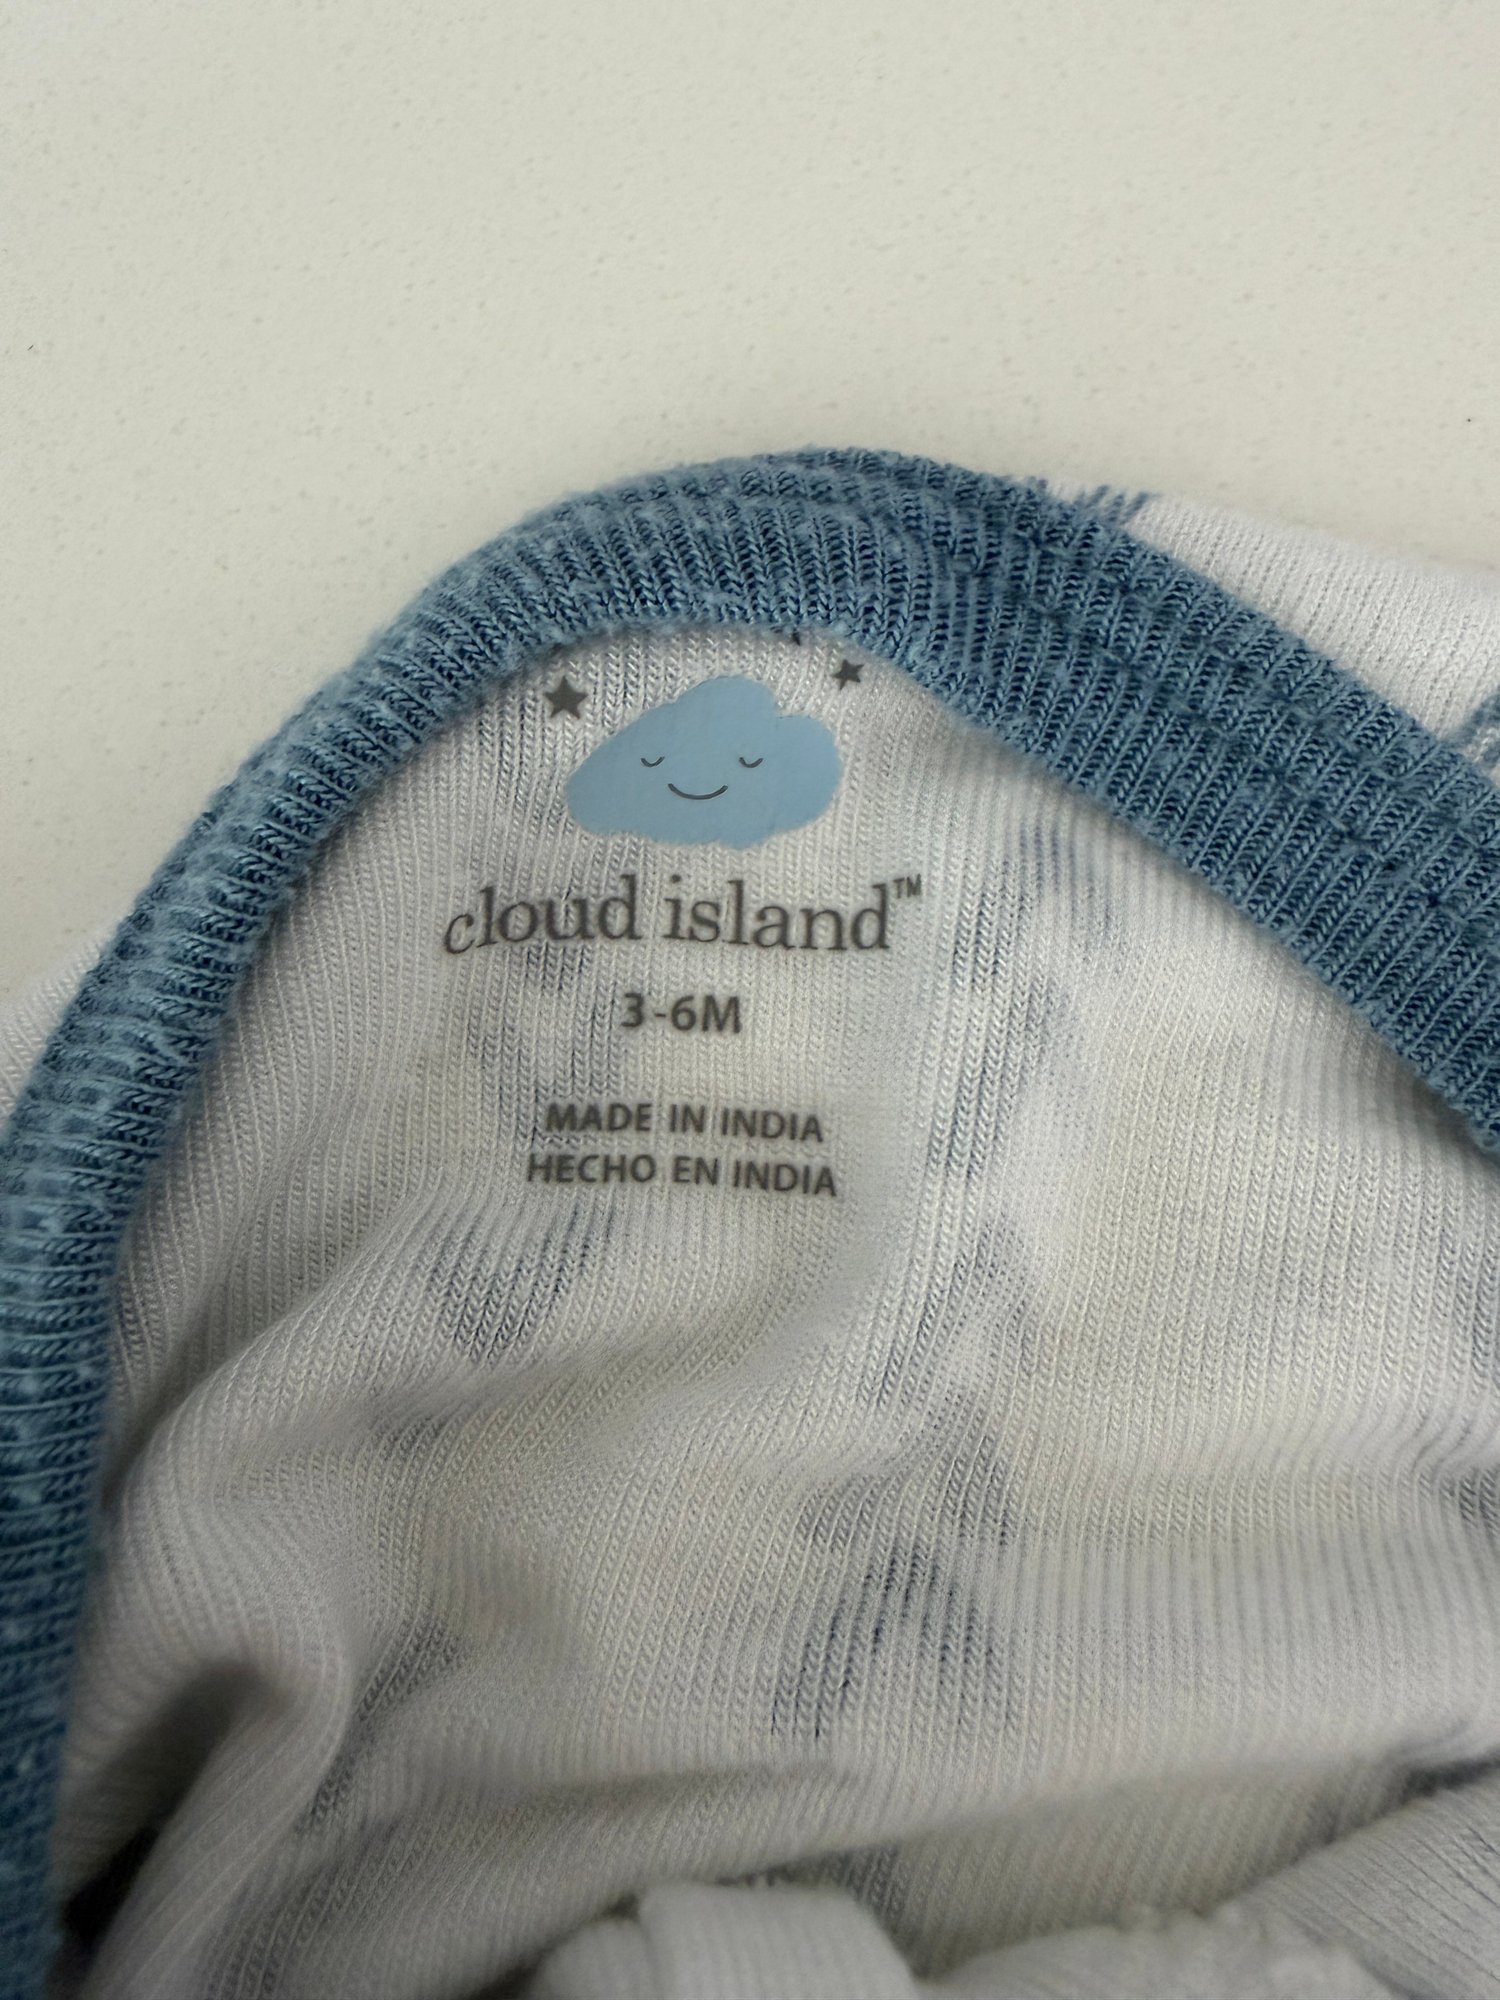 cloud island™
3-6M
MADE IN INDIA
HECHO EN INDIA